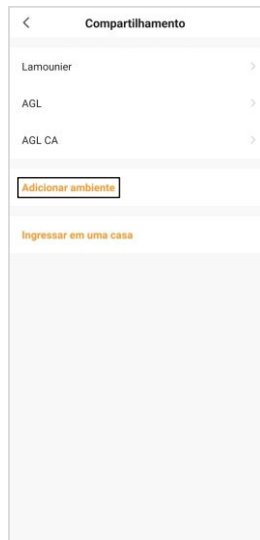 Compartilhamento
Lamounier
AGL
AGL CA
Adicionar ambiente
Ingressar em uma casa